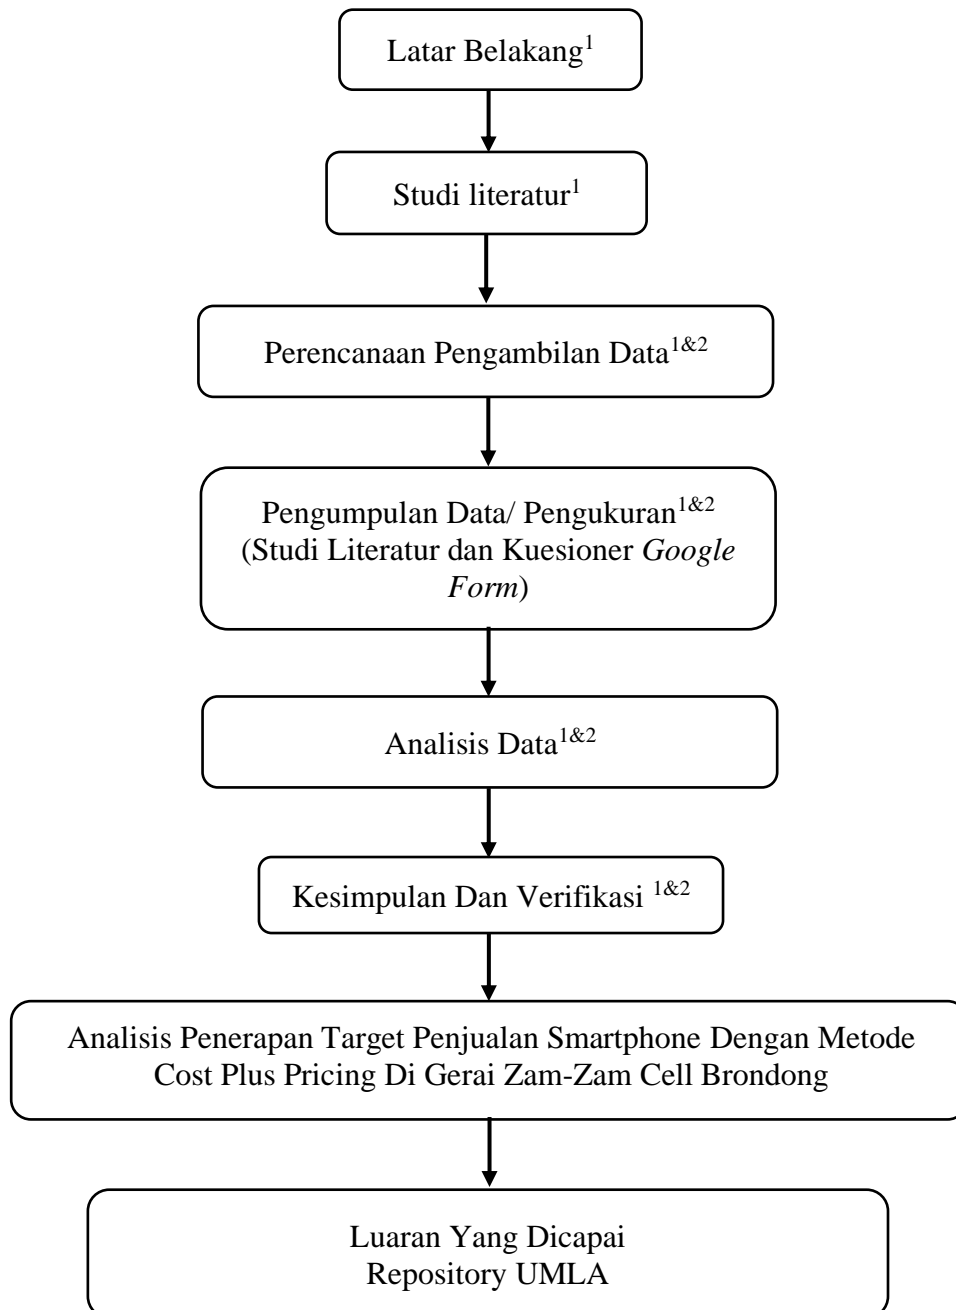 Latar Belakang¹
Studi literatur¹
Perencanaan Pengambilan Data¹&²
Pengumpulan Data/ Pengukuran¹&²
(Studi Literatur dan Kuesioner Google
Form)
Analisis Data¹&²
Kesimpulan Dan Verifikasi ¹&²
Analisis Penerapan Target Penjualan Smartphone Dengan Metode
Cost Plus Pricing Di Gerai Zam-Zam Cell Brondong
Luaran Yang Dicapai
Repository UMLA